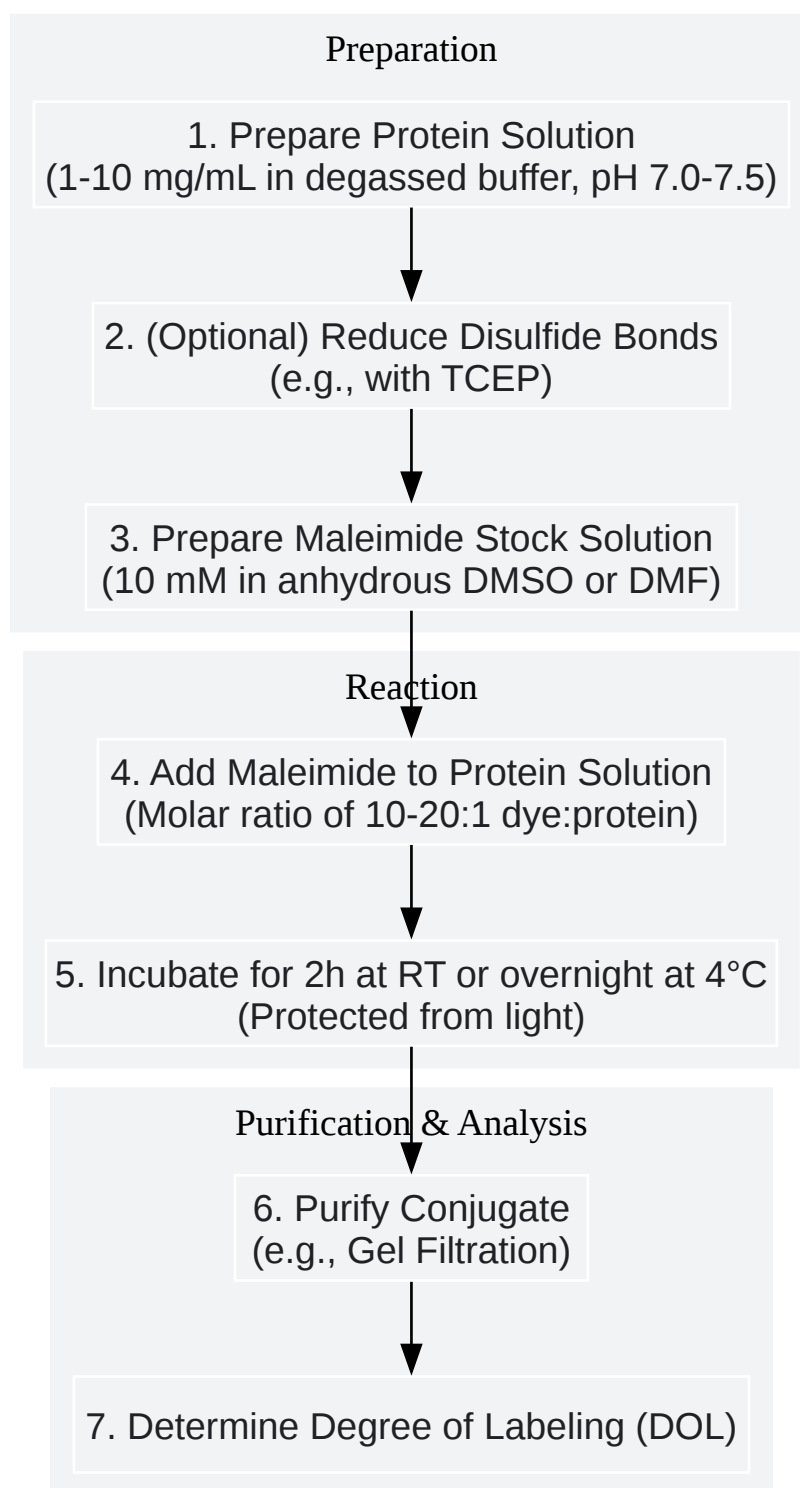 Preparation
1. Prepare Protein Solution
(1-10 mg/mL in degassed buffer, pH 7.0-7.5)
2. (Optional) Reduce Disulfide Bonds
(e.g., with TCEP)
3. Prepare Maleimide Stock Solution
(10 mM in anhydrous DMSO or DMF)
Reaction
4. Add Maleimide to Protein Solution
(Molar ratio of 10-20:1 dye:protein)
5. Incubate for 2h at RT or overnight at 4°C
(Protected from light)
Purification & Analysis
6. Purify Conjugate
(e.g., Gel Filtration)
7. Determine Degree of Labeling (DOL)